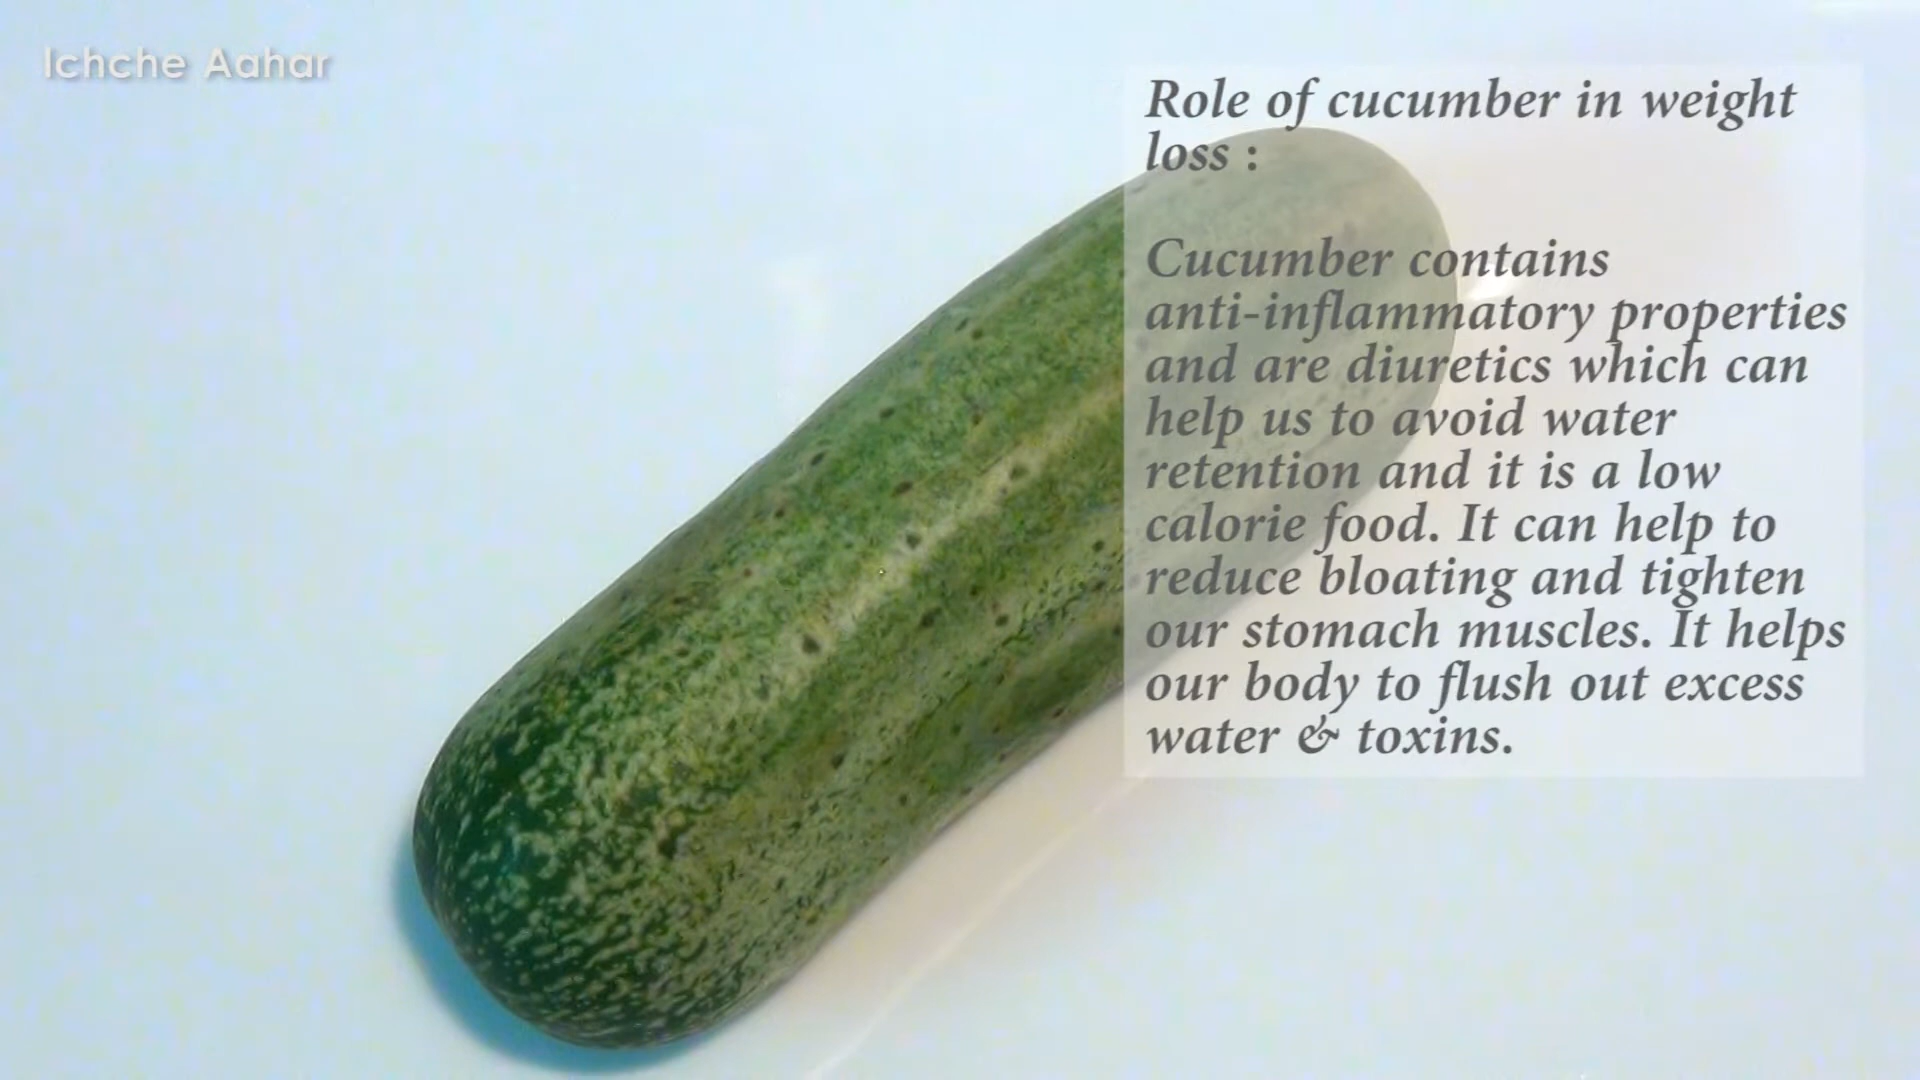 Ichche Aahar
Role of cucumber in weight
loss :
Cucumber contains
anti-inflammatory properties
and are diuretics which can
help us to avoid water
retention and it is a low
calorie food. It can help to
reduce bloating and tighten
our stomach muscles. It helps
our body to flush out excess
water & toxins.